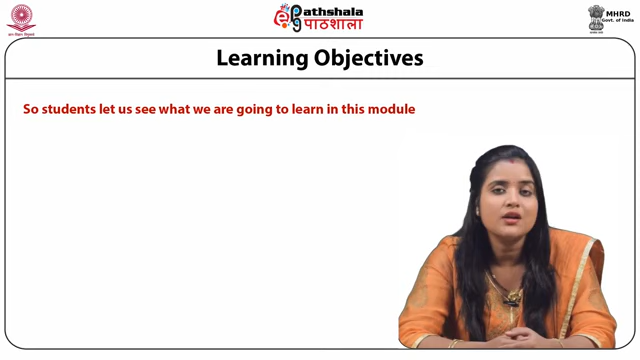 Pathshala
पाठशाला
MHRD
Govt. of India
Learning Objectives
So students let us see what we are going to learn in this module